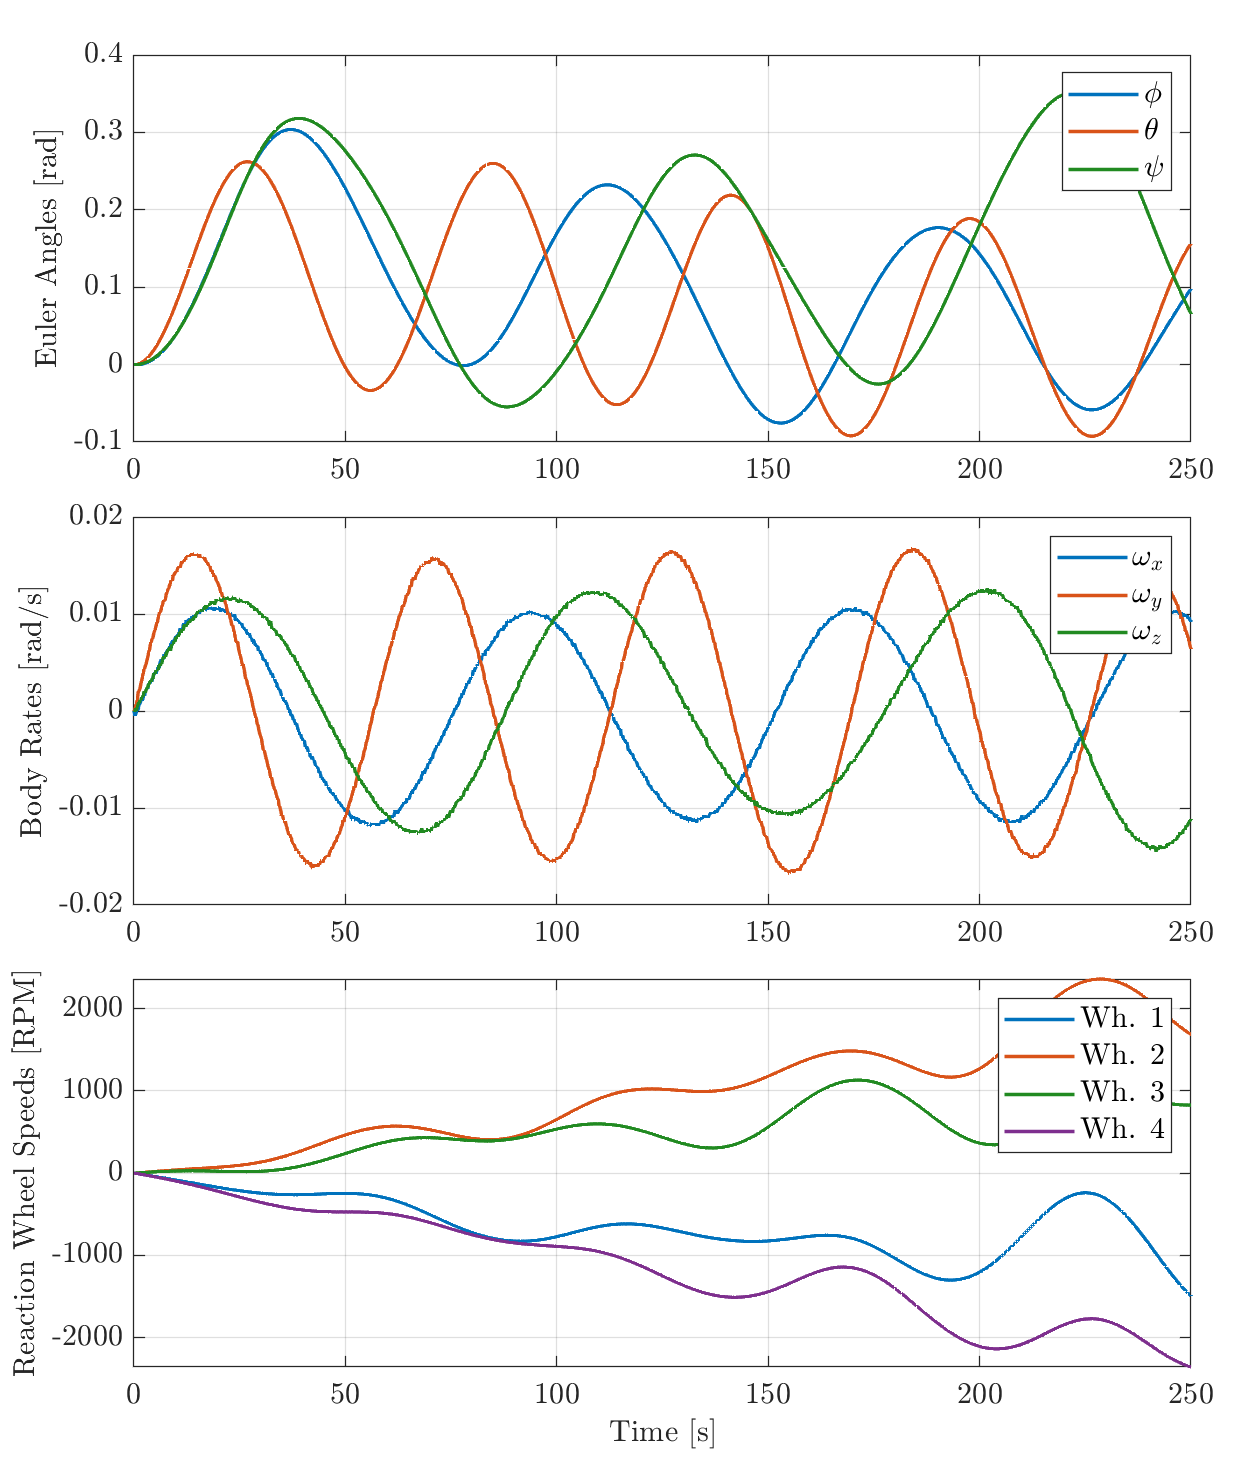 0.4
0.3
0.2
0.1
0
-0.1
Euler Angles [rad]
ϕ
θ
ψ
0 50 100 150 200 250
0.02
0.01
0
-0.01
-0.02
Body Rates [rad/s]
ωx
ωy
ωz
0 50 100 150 200 250
2000
1000
0
-1000
-2000
Reaction Wheel Speeds [RPM]
Wh. 1
Wh. 2
Wh. 3
Wh. 4
0 50 100 150 200 250
Time [s]